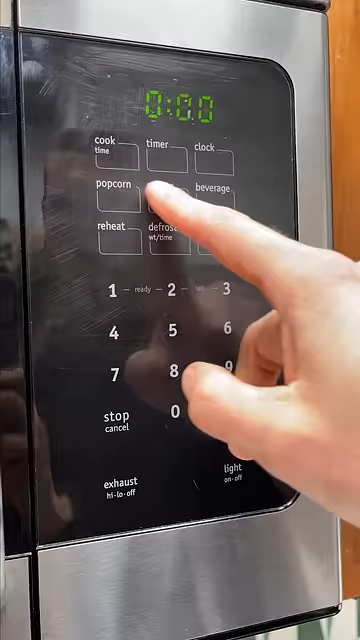 0:00
cook timer clock
time
popcorn beverage
reheat defrost
wt/time
1 ready 2 3
4 5 6
7 8 9
stop 0
cancel
exhaust light
hi-lo-off on-off